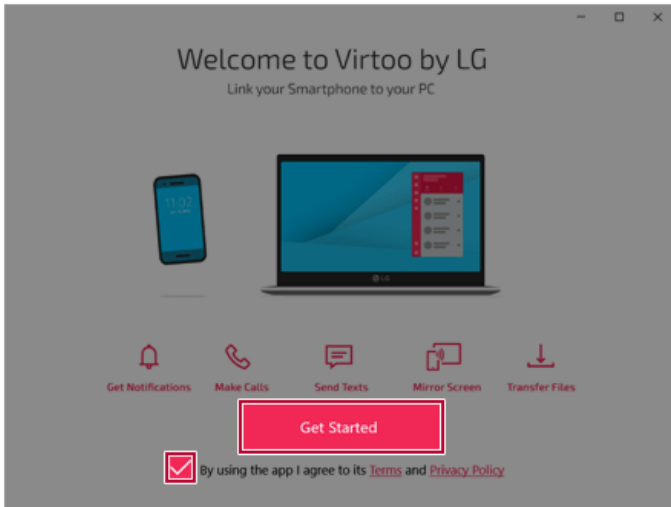 Welcome to Virtoo by LG
Link your Smartphone to your PC
11:02
LG
Get Notifications
Make Calls
Send Texts
Mirror Screen
Transfer Files
Get Started
By using the app I agree to its Terms and Privacy Policy